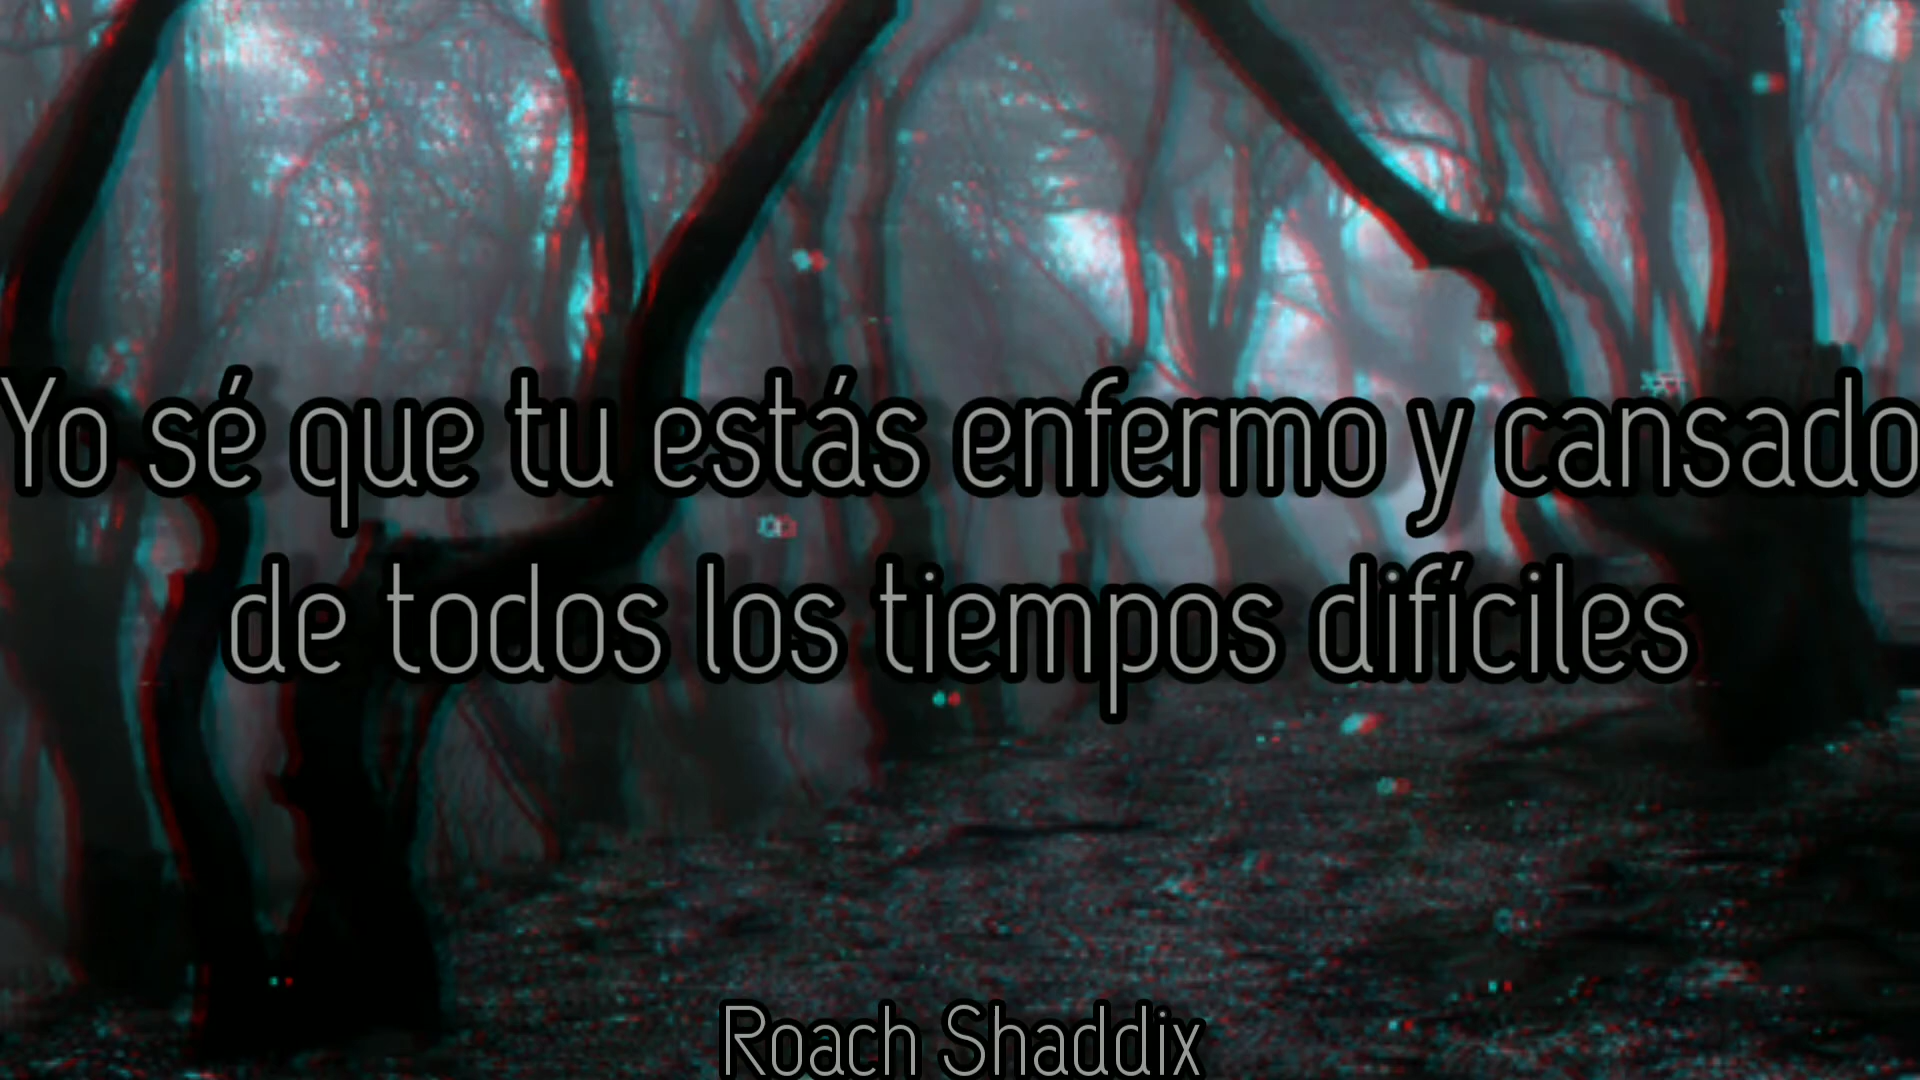 Yo sé que tu estás enfermo y cansado
de todos los tiempos difíciles
Roach Shaddix